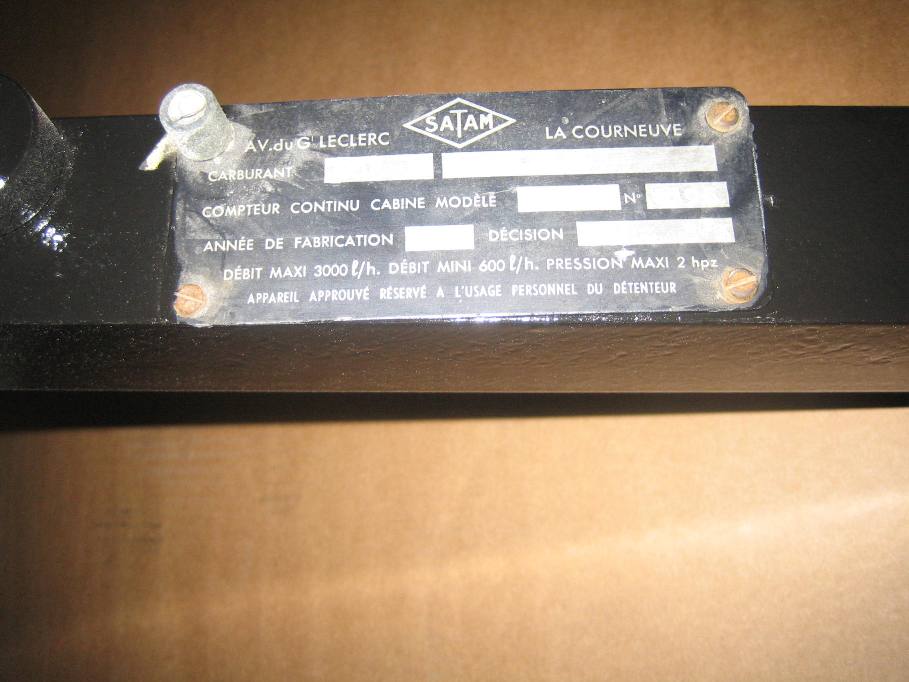 AV. du Gl LECLERC SATAM LA COURNEUVE
CARBURANT
COMPTEUR CONTINU CABINE MODÈLE N°
ANNÉE DE FABRICATION DÉCISION
DÉBIT MAXI 3000 l/h. DÉBIT MINI 600 l/h. PRESSION MAXI 2 hpz
APPAREIL APPROUVÉ RÉSERVÉ A L'USAGE PERSONNEL DU DÉTENTEUR